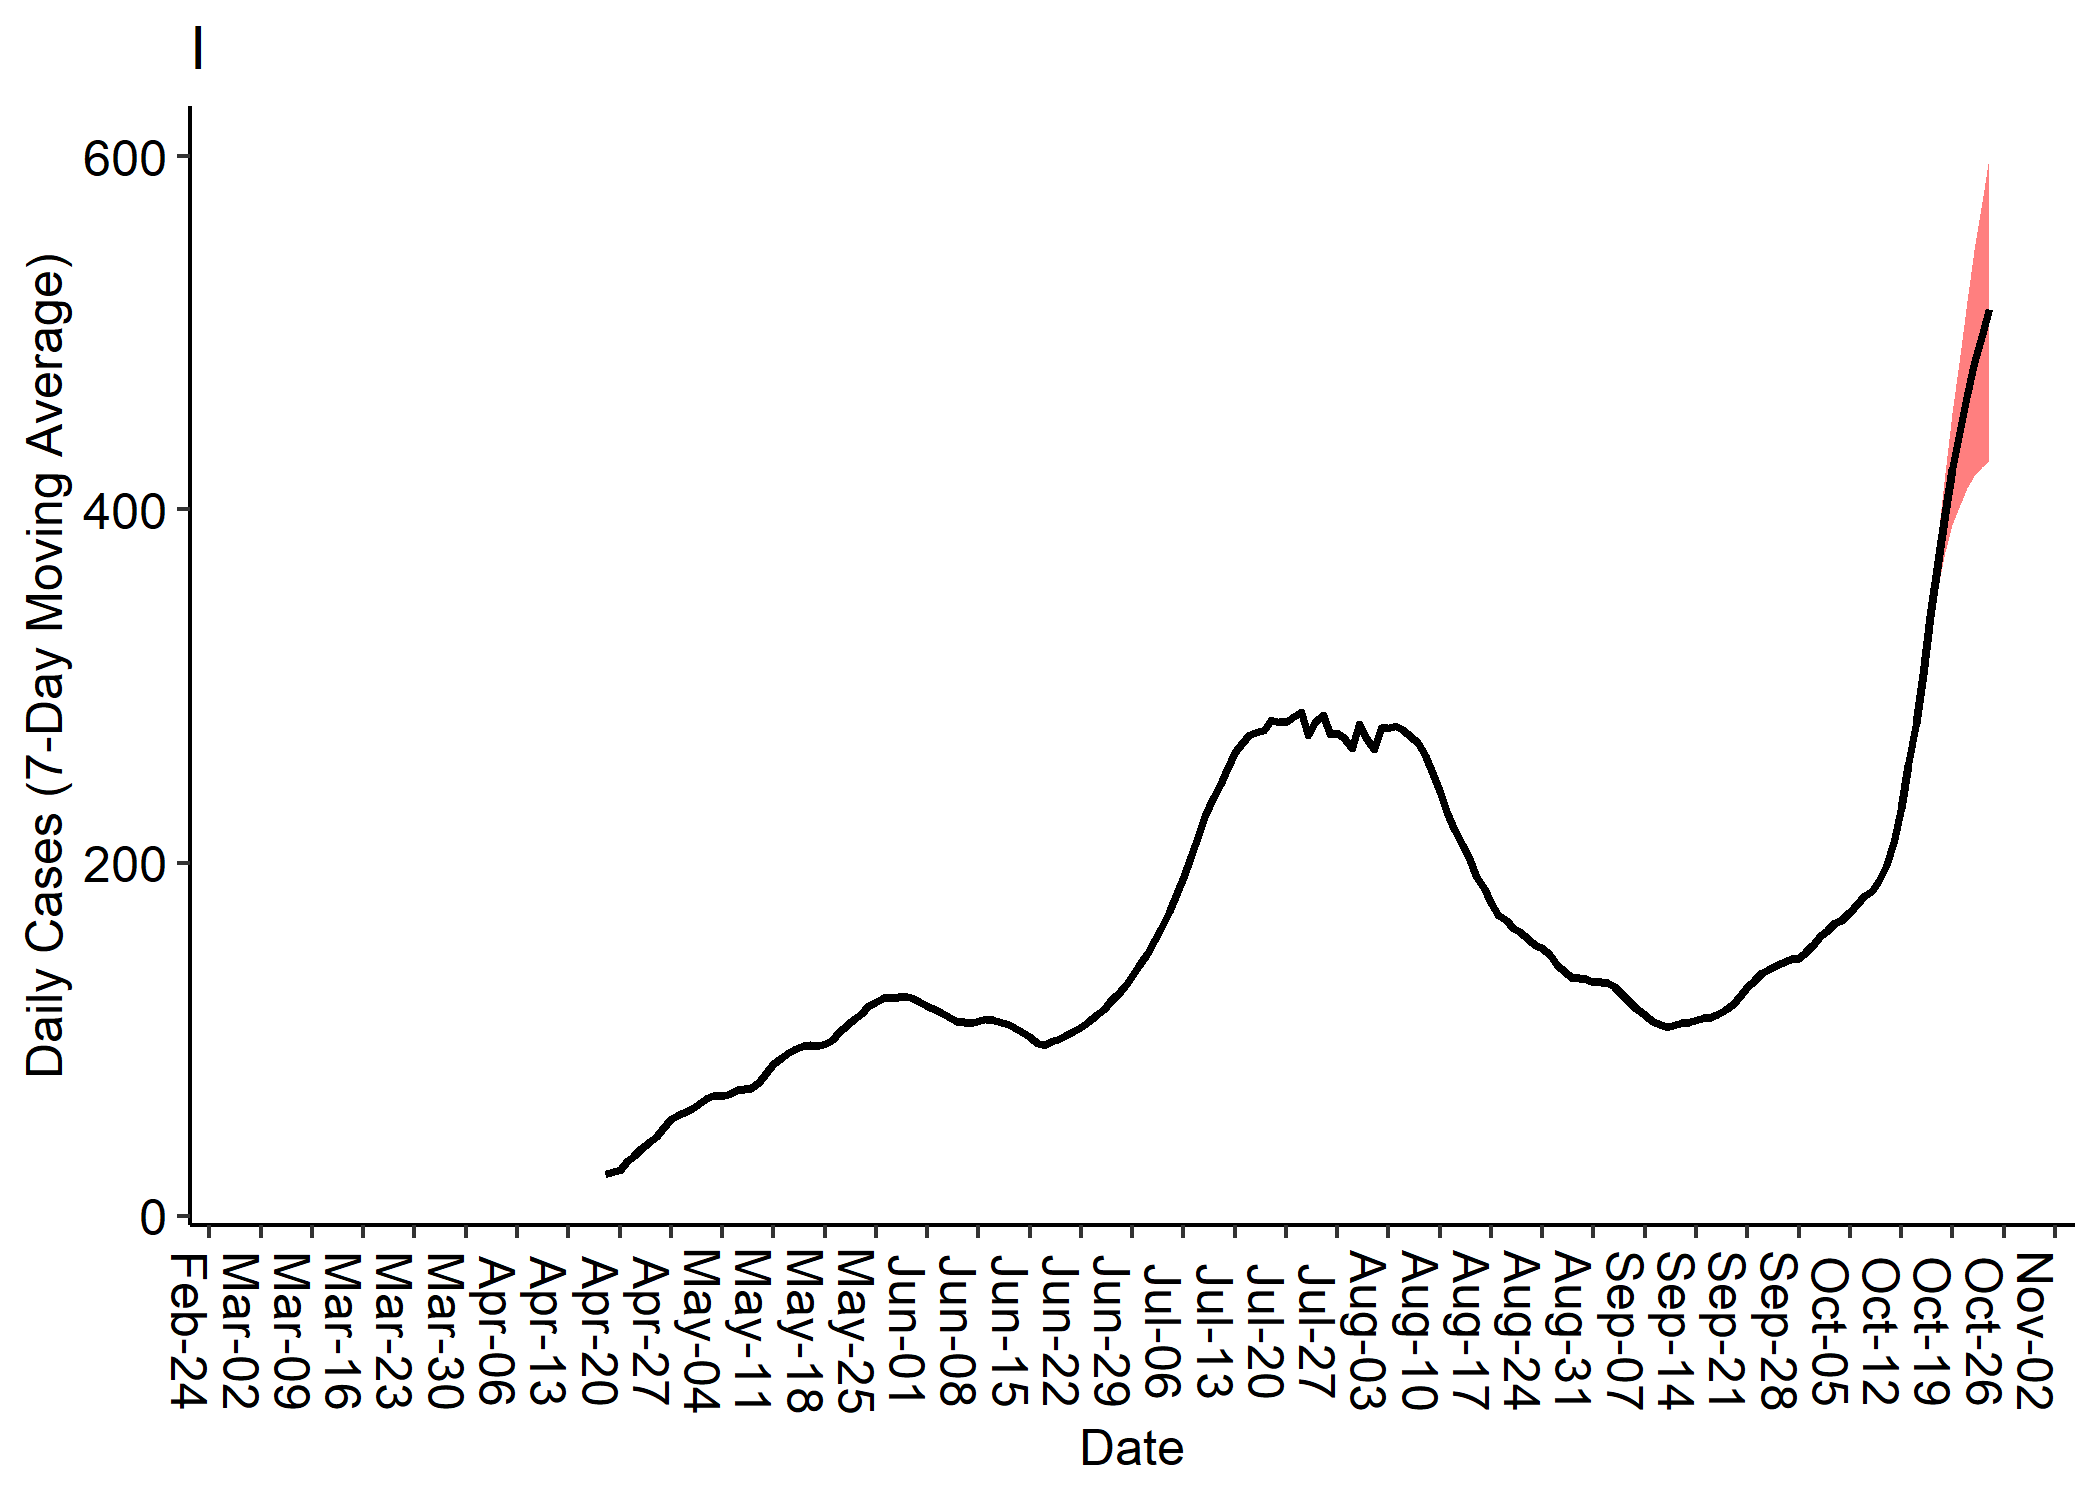 I
600
400
200
0
Daily Cases (7-Day Moving Average)
Feb-24
Mar-02
Mar-09
Mar-16
Mar-23
Mar-30
Apr-06
Apr-13
Apr-20
Apr-27
May-04
May-11
May-18
May-25
Jun-01
Jun-08
Jun-15
Jun-22
Jun-29
Jul-06
Jul-13
Jul-20
Jul-27
Aug-03
Aug-10
Aug-17
Aug-24
Aug-31
Sep-07
Sep-14
Sep-21
Sep-28
Oct-05
Oct-12
Oct-19
Oct-26
Nov-02
Date